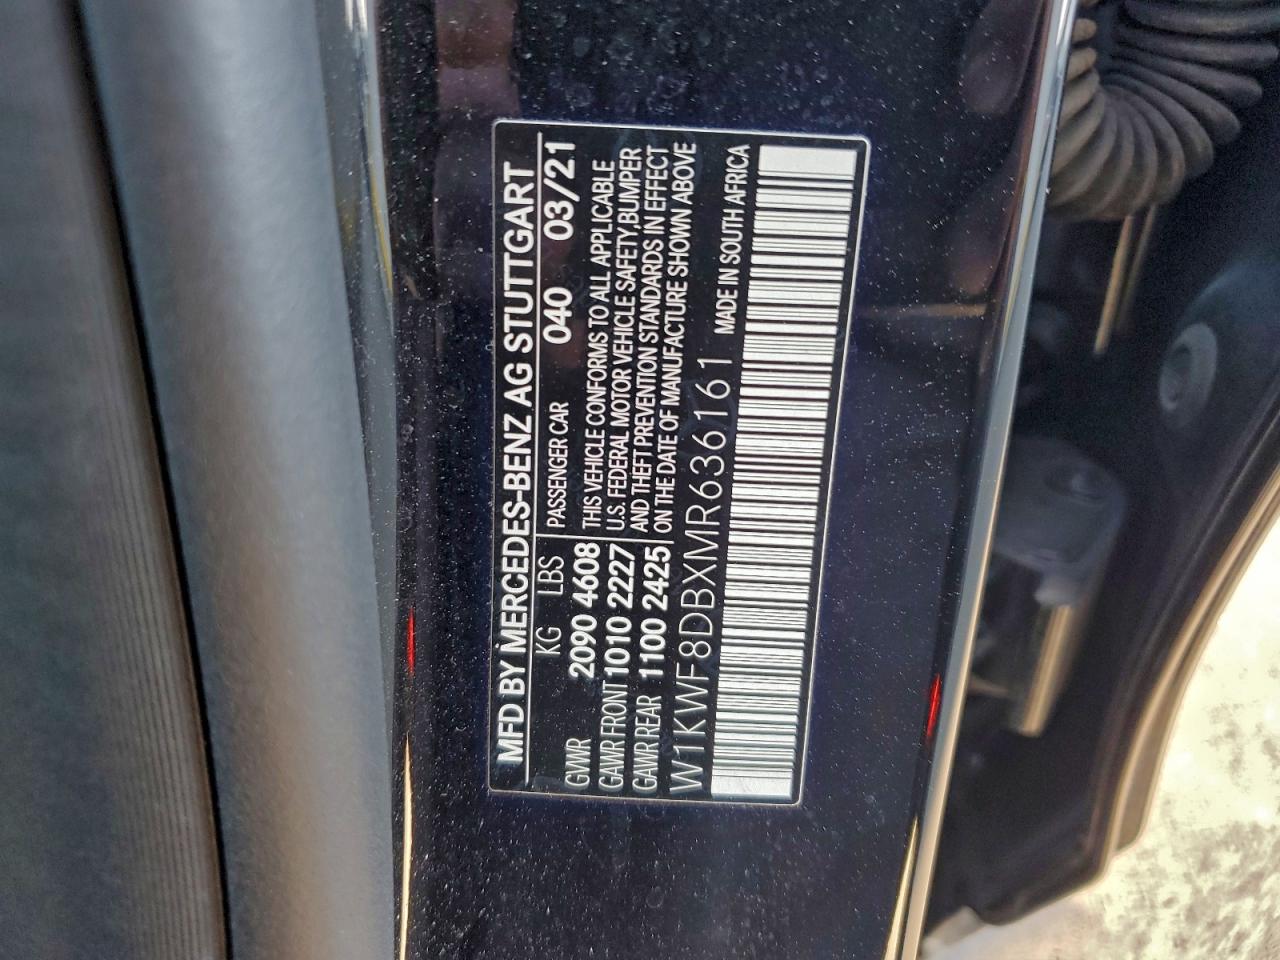 MFD BY MERCEDES-BENZ AG STUTTGART
KG LBS PASSENGER CAR 040 03/21
GVWR 2090 4608 THIS VEHICLE CONFORMS TO ALL APPLICABLE
GAWR FRONT 1010 2227 U.S. FEDERAL MOTOR VEHICLE SAFETY,BUMPER
GAWR REAR 1100 2425 AND THEFT PREVENTION STANDARDS IN EFFECT
ON THE DATE OF MANUFACTURE SHOWN ABOVE
W1KWF8DBXMR636161 MADE IN SOUTH AFRICA